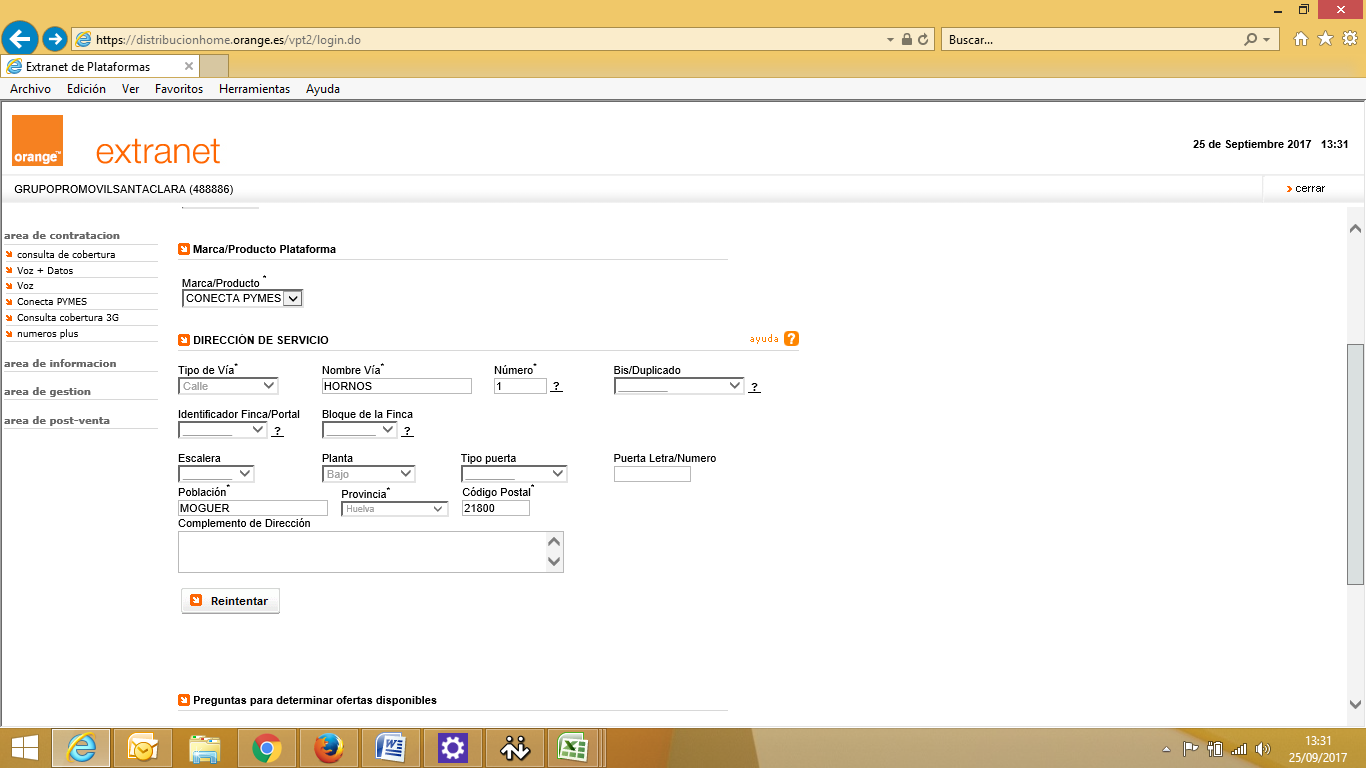 https://distribucionhome.orange.es/vpt2/login.do
Buscar...
Extranet de Plataformas
Archivo Edición Ver Favoritos Herramientas Ayuda
orange™
extranet
25 de Septiembre 2017 13:31
GRUPOPROMOVILSANTACLARA (488886)
cerrar
area de contratacion
consulta de cobertura
Voz + Datos
Voz
Conecta PYMES
Consulta cobertura 3G
numeros plus
area de informacion
area de gestion
area de post-venta
Marca/Producto Plataforma
Marca/Producto *
CONECTA PYMES
DIRECCIÓN DE SERVICIO
ayuda ?
Tipo de Vía* Nombre Vía* Número* Bis/Duplicado
Calle HORNOS 1 ? ?
Identificador Finca/Portal Bloque de la Finca
? ?
Escalera Planta Tipo puerta Puerta Letra/Numero
Bajo
Población* Provincia* Código Postal*
MOGUER Huelva 21800
Complemento de Dirección
Reintentar
Preguntas para determinar ofertas disponibles
13:31
25/09/2017